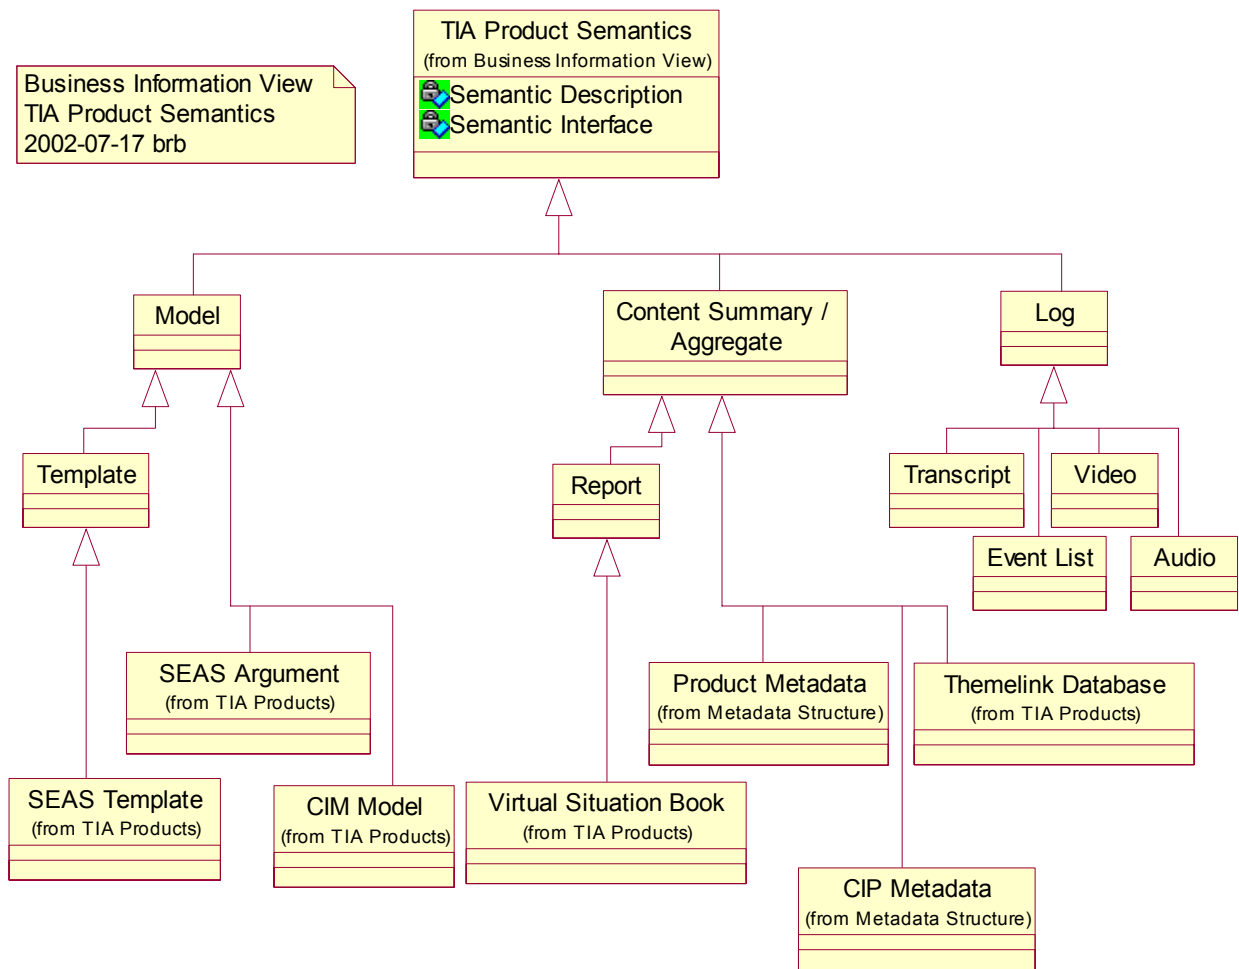 TIA Product Semantics
(from Business Information View)
Semantic Description
Semantic Interface
Business Information View
TIA Product Semantics
2002-07-17 brb
Model
Content Summary /
Aggregate
Log
Template
Report
Transcript
Video
Event List
Audio
SEAS Argument
(from TIA Products)
Product Metadata
(from Metadata Structure)
Themelink Database
(from TIA Products)
SEAS Template
(from TIA Products)
CIM Model
(from TIA Products)
Virtual Situation Book
(from TIA Products)
CIP Metadata
(from Metadata Structure)